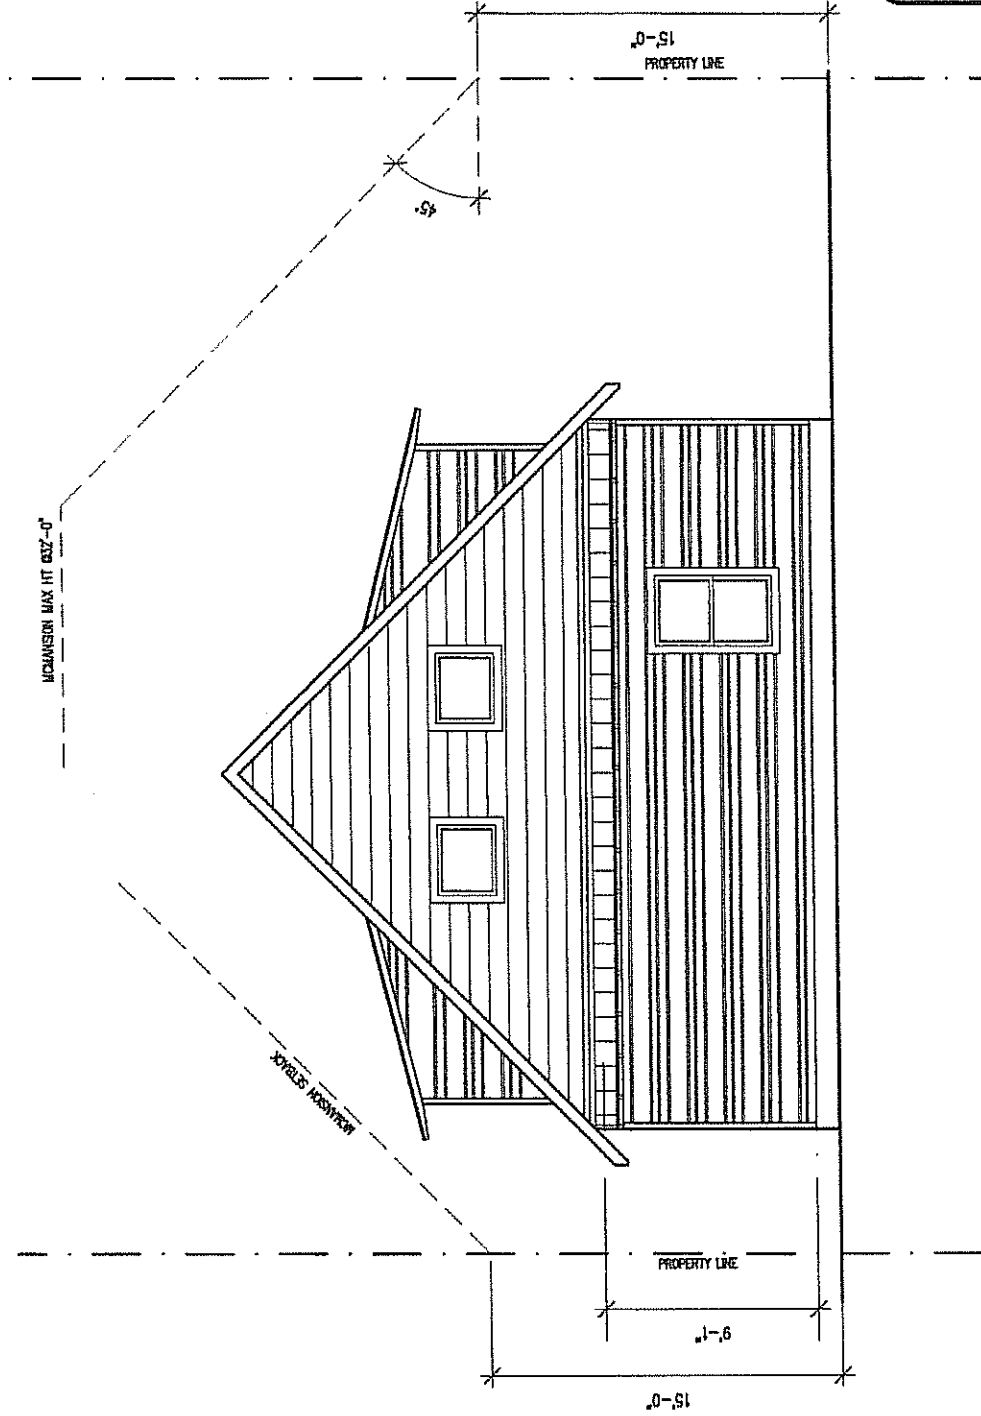 15'-0"
PROPERTY LINE
45°
MCMANSION MAX HT @32'-0"
MCMANSION SETBACK
PROPERTY LINE
9'-1"
15'-0"